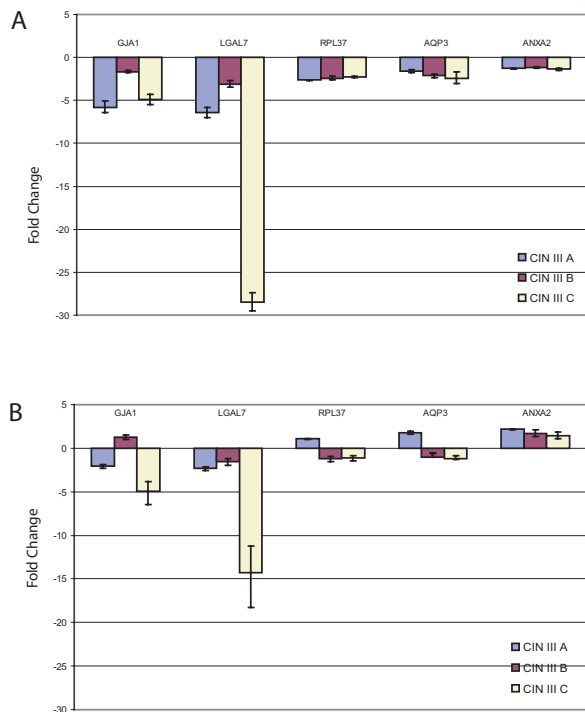 A
5
GJA1 LGAL7 RPL37 AQP3 ANXA2
0
-5
-10
-15
-20
-25
-30
Fold Change
CIN III A
CIN III B
CIN III C
B
5
GJA1 LGAL7 RPL37 AQP3 ANXA2
0
-5
-10
-15
-20
-25
-30
Fold Change
CIN III A
CIN III B
CIN III C